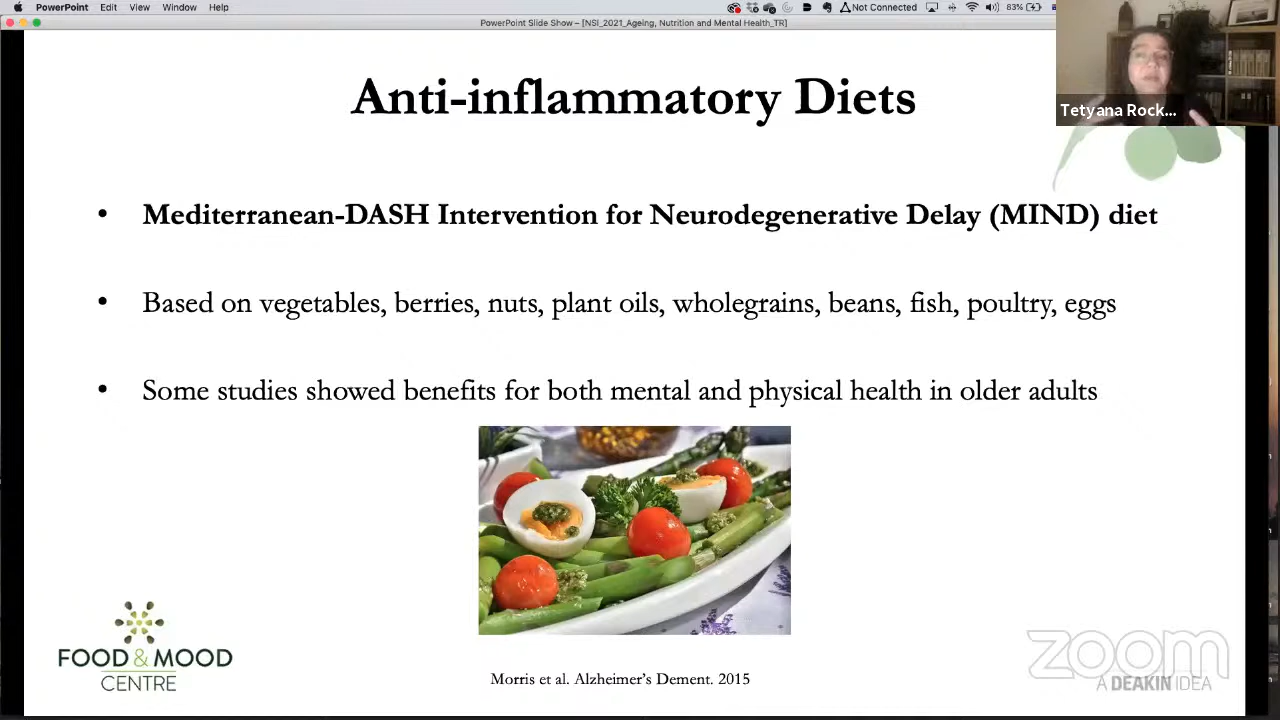 PowerPoint Edit View Window Help
Not Connected
83%
PowerPoint Slide Show – [NSI_2021_Ageing, Nutrition and Mental Health_TR]
Tetyana Rock...
Anti-inflammatory Diets
• Mediterranean-DASH Intervention for Neurodegenerative Delay (MIND) diet
• Based on vegetables, berries, nuts, plant oils, wholegrains, beans, fish, poultry, eggs
• Some studies showed benefits for both mental and physical health in older adults
FOOD & MOOD
CENTRE
Morris et al. Alzheimer's Dement. 2015
zoom
A DEAKIN IDEA